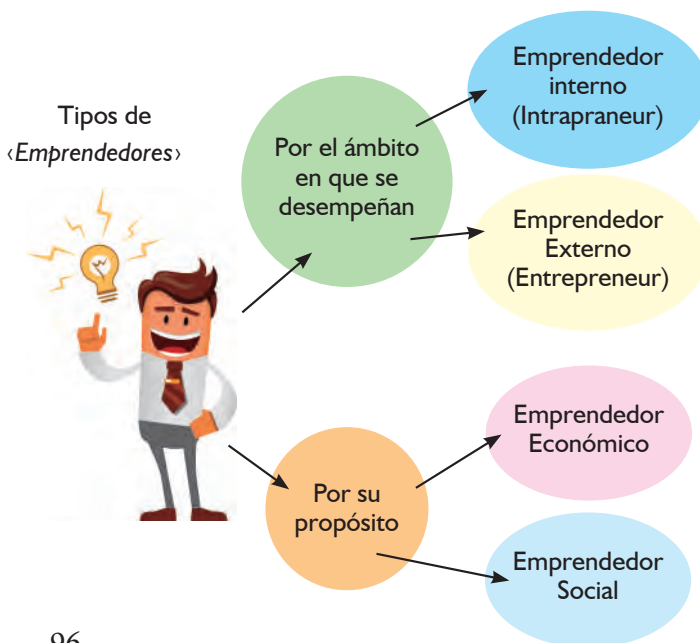 Tipos de
‹Emprendedores›
Por el ámbito
en que se
desempeñan
Emprendedor
interno
(Intrapraneur)
Emprendedor
Externo
(Entrepreneur)
Por su
propósito
Emprendedor
Económico
Emprendedor
Social
96